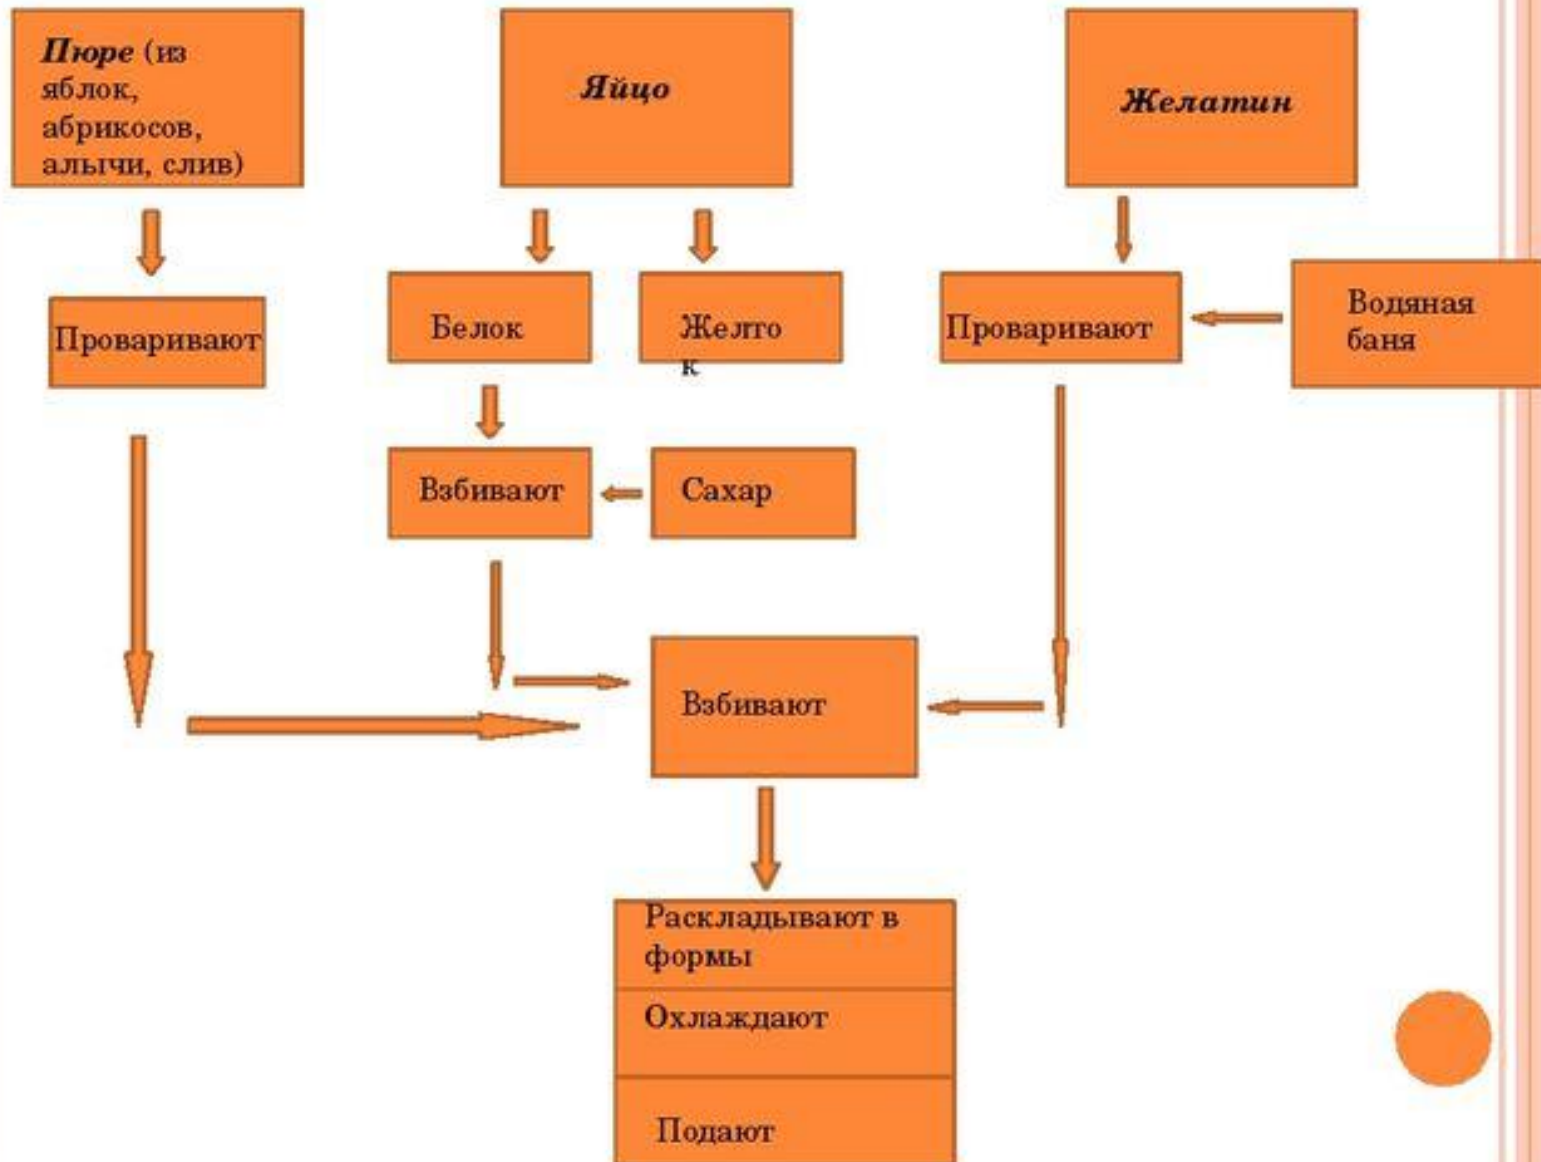 Пюре (из
яблок,
абрикосов,
алычи, слив)
Яйцо
Желатин
Проваривают
Белок
Желто
к
Проваривают
Водяная
баня
Взбивают
Сахар
Взбивают
Раскладывают в
формы
Охлаждают
Подают